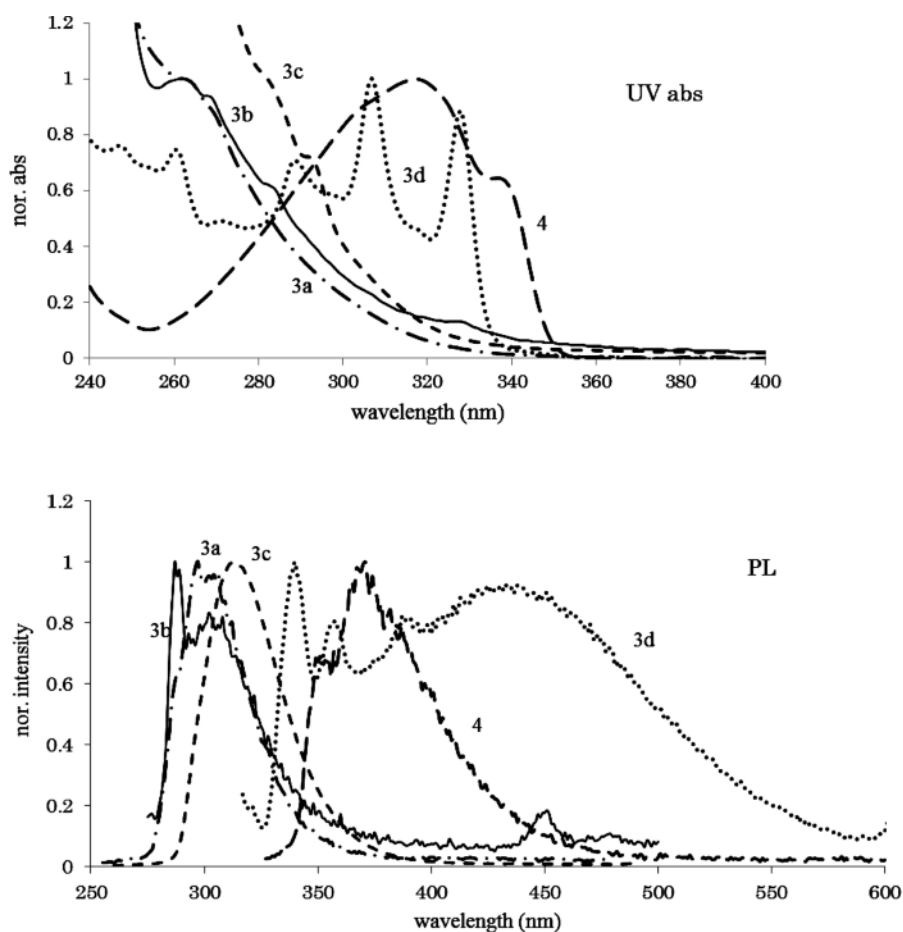 1.2
1
0.8
0.6
0.4
0.2
0
nor. abs
3c
UV abs
3b
3d
4
3a
240 260 280 300 320 340 360 380 400
wavelength (nm)
1.2
1
0.8
0.6
0.4
0.2
0
nor. intensity
3a
3c
PL
3b
3d
4
250 300 350 400 450 500 550 600
wavelength (nm)